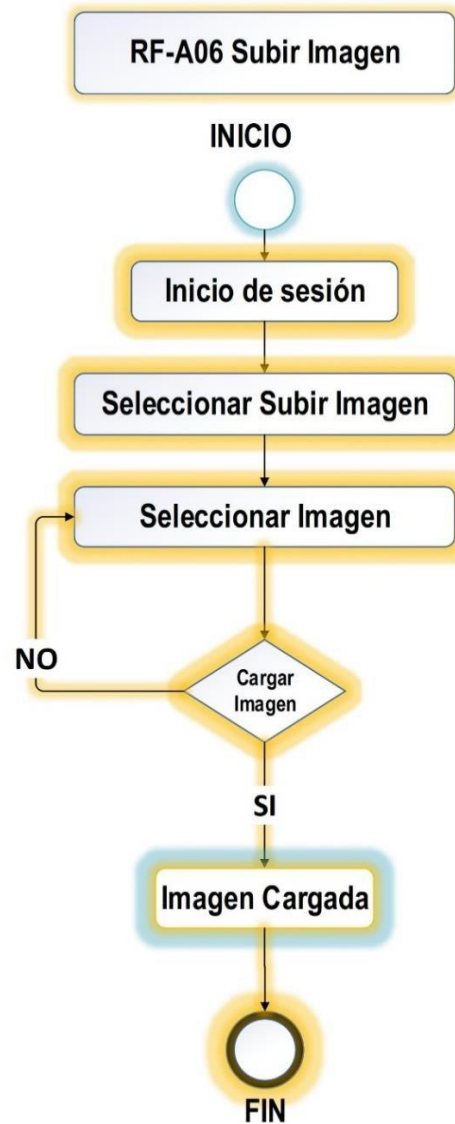 RF-A06 Subir Imagen
INICIO
Inicio de sesión
Seleccionar Subir Imagen
Seleccionar Imagen
NO
Cargar
Imagen
SI
Imagen Cargada
FIN